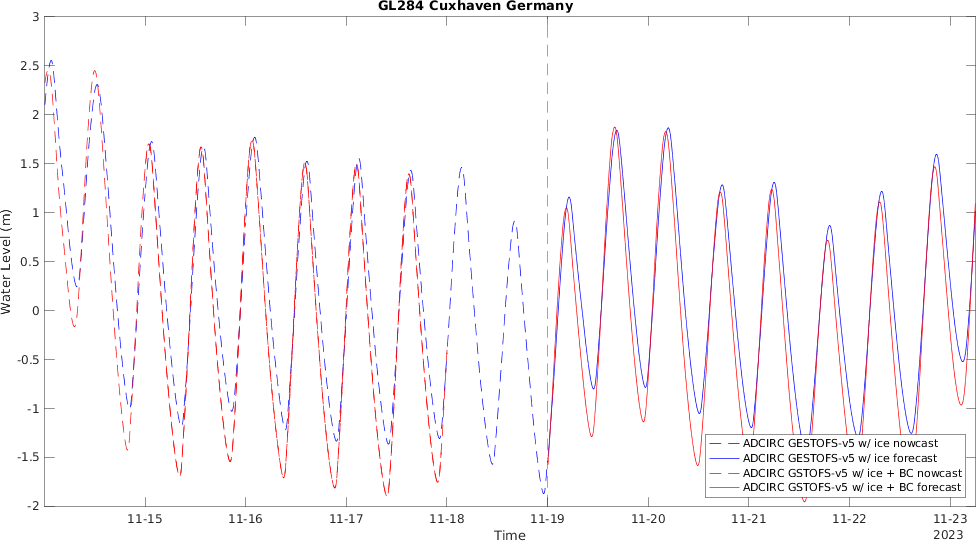 GL284 Cuxhaven Germany
3
2.5
2
1.5
1
0.5
0
-0.5
-1
-1.5
-2
Water Level (m)
ADCIRC GESTOFS-v5 w/ ice nowcast
ADCIRC GESTOFS-v5 w/ ice forecast
ADCIRC GSTOFS-v5 w/ ice + BC nowcast
ADCIRC GSTOFS-v5 w/ ice + BC forecast
11-15 11-16 11-17 11-18 11-19 11-20 11-21 11-22 11-23
Time
2023